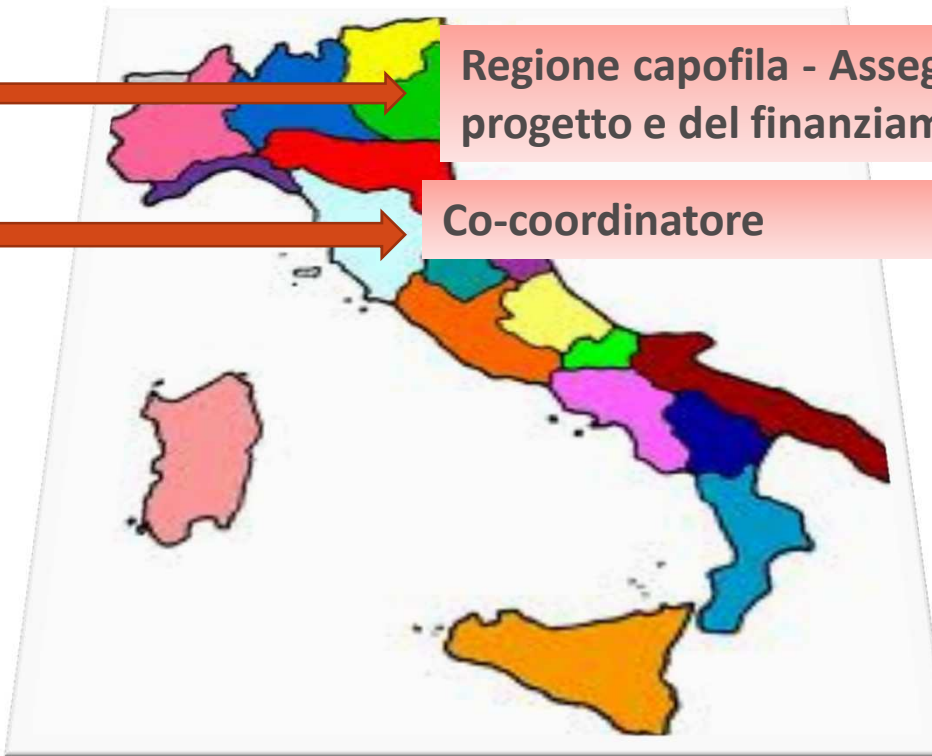 Regione capofila - Asseg
progetto e del finanziam
Co-coordinatore